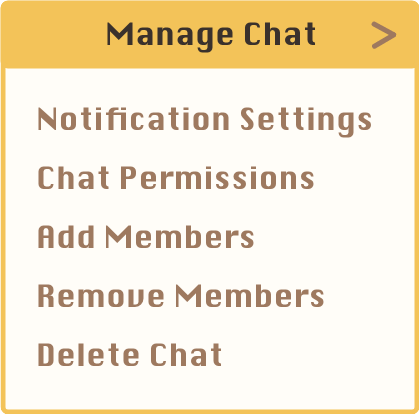 Manage Chat >
Notification Settings
Chat Permissions
Add Members
Remove Members
Delete Chat